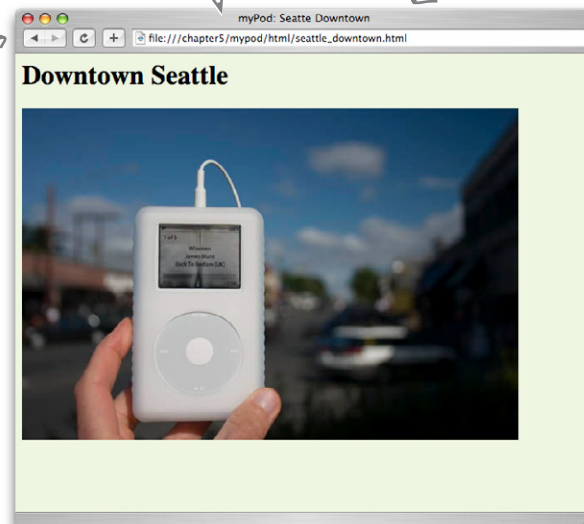 myPod: Seatte Downtown
file:///chapter5/mypod/html/seattle_downtown.html
Downtown Seattle
1 of 3
Wisemen
James Blunt
Back To Bedlam (UK)